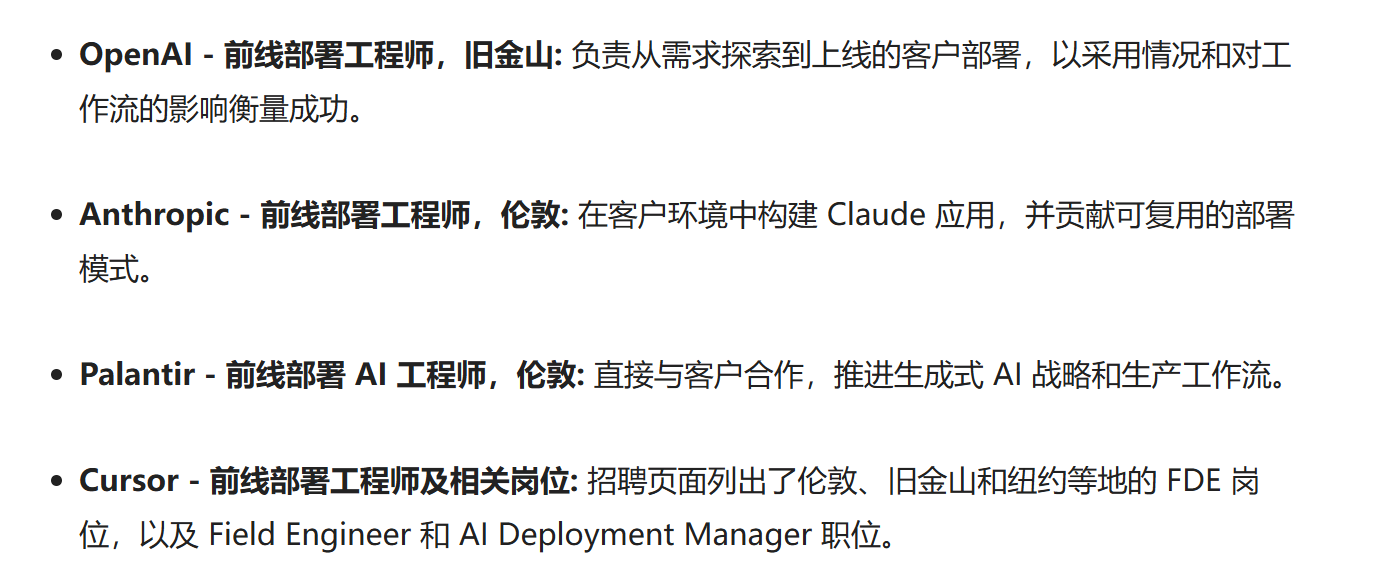 • OpenAI - 前线部署工程师，旧金山: 负责从需求探索到上线的客户部署，以采用情况和对工
作流的影响衡量成功。
• Anthropic - 前线部署工程师，伦敦: 在客户环境中构建 Claude 应用，并贡献可复用的部署
模式。
• Palantir - 前线部署 AI 工程师，伦敦: 直接与客户合作，推进生成式 AI 战略和生产工作流。
• Cursor - 前线部署工程师及相关岗位: 招聘页面列出了伦敦、旧金山和纽约等地的 FDE 岗
位，以及 Field Engineer 和 AI Deployment Manager 职位。